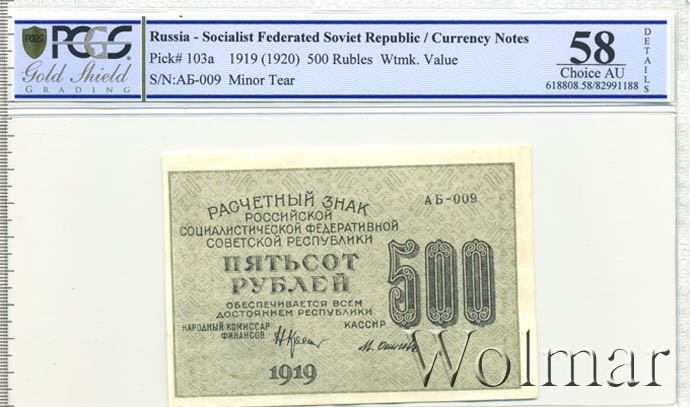 PCGS
Gold Shield
GRADING
Russia - Socialist Federated Soviet Republic / Currency Notes
Pick# 103a 1919 (1920) 500 Rubles Wtmk. Value
S/N:АБ-009 Minor Tear
58
Choice AU
618808.58/82991188
DETAILS
РАСЧЕТНЫЙ ЗНАК
РОССИЙСКОЙ
СОЦИАЛИСТИЧЕСКОЙ ФЕДЕРАТИВНОЙ
СОВЕТСКОЙ РЕСПУБЛИКИ
ПЯТЬСОТ
РУБЛЕЙ
ОБЕСПЕЧИВАЕТСЯ ВСЕМ
ДОСТОЯНИЕМ РЕСПУБЛИКИ
НАРОДНЫЙ КОМИССАР
ФИНАНСОВ
КАССИР
1919
АБ-009
500
Wolmar